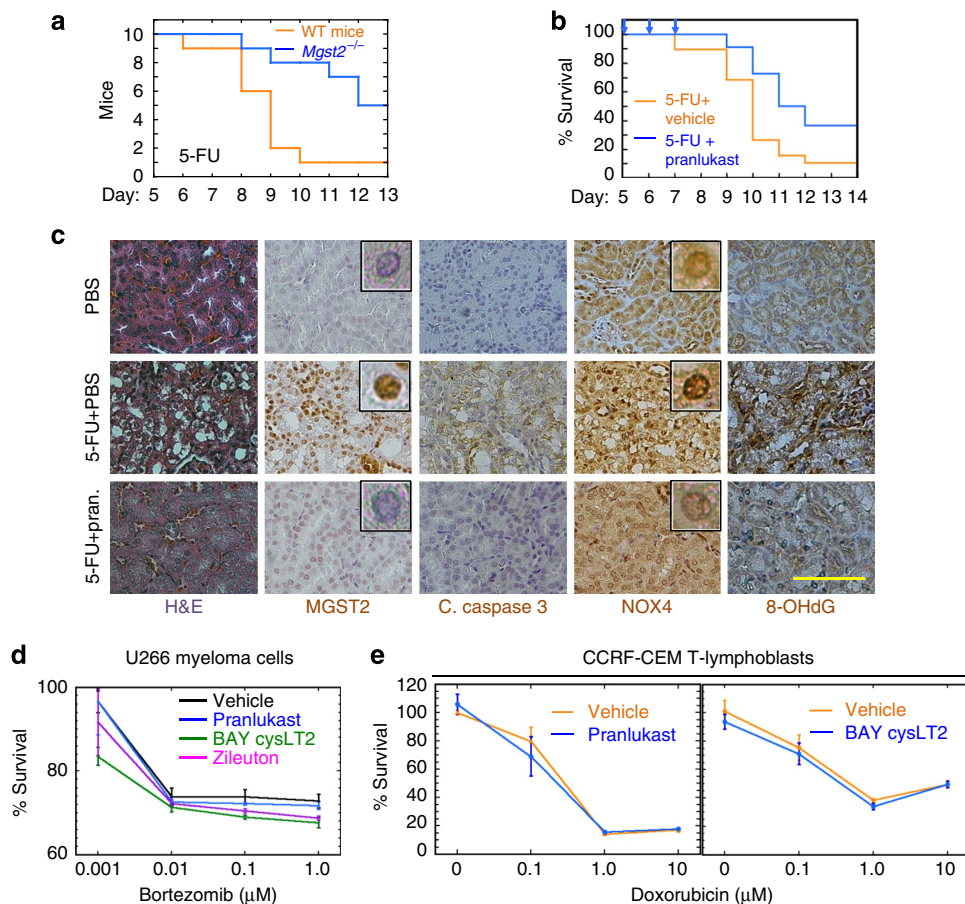 a
WT mice
Mgst2−/−
Mice
10
8
6
4
2
0
5-FU
Day: 5 6 7 8 9 10 11 12 13
b
% Survival
100
80
60
40
20
0
5-FU+
vehicle
5-FU +
pranlukast
Day: 5 6 7 8 9 10 11 12 13 14
c
PBS
5-FU+PBS
5-FU+pran.
H&E MGST2 C. caspase 3 NOX4 8-OHdG
d
U266 myeloma cells
% Survival
100
80
60
Vehicle
Pranlukast
BAY cysLT2
Zileuton
0.001 0.01 0.1 1.0
Bortezomib (μM)
e
CCRF-CEM T-lymphoblasts
% Survival
120
100
80
60
40
20
0
Vehicle
Pranlukast
Vehicle
BAY cysLT2
0 0.1 1.0 10 0 0.1 1.0 10
Doxorubicin (μM)